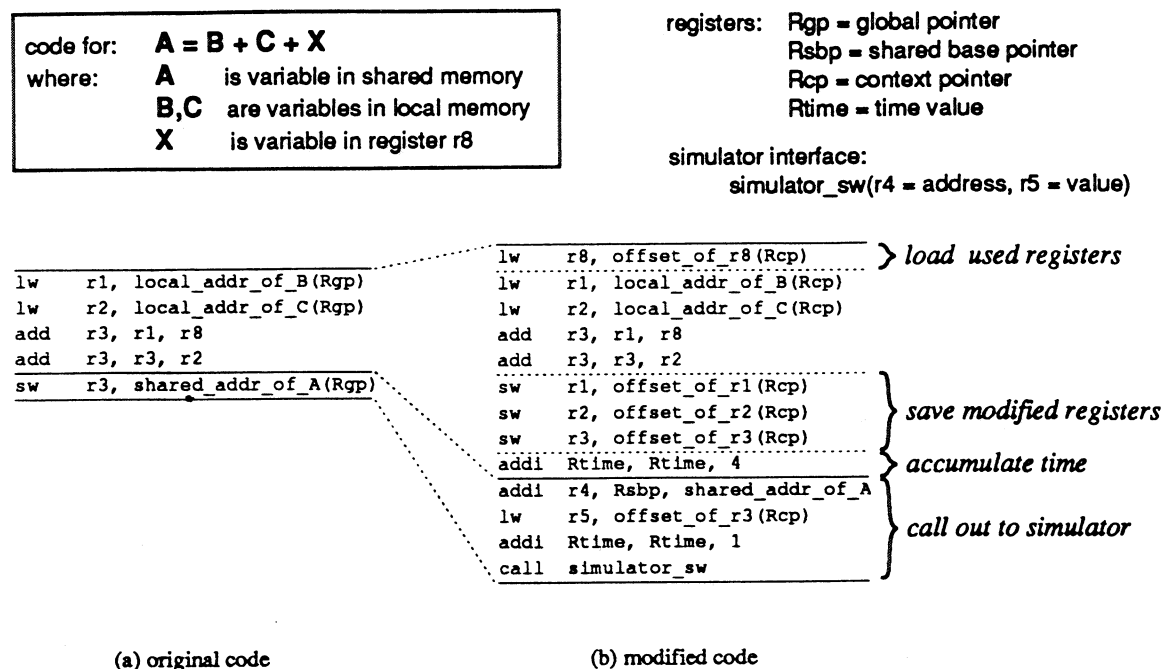 code for: A = B + C + X
where: A is variable in shared memory
B,C are variables in local memory
X is variable in register r8
registers: Rgp = global pointer
Rsbp = shared base pointer
Rcp = context pointer
Rtime = time value
simulator interface:
simulator_sw(r4 = address, r5 = value)
lw r1, local_addr_of_B(Rgp)
lw r2, local_addr_of_C(Rgp)
add r3, r1, r8
add r3, r3, r2
sw r3, shared_addr_of_A(Rgp)
lw r8, offset_of_r8(Rcp)
lw r1, local_addr_of_B(Rcp)
lw r2, local_addr_of_C(Rcp)
add r3, r1, r8
add r3, r3, r2
sw r1, offset_of_r1(Rcp)
sw r2, offset_of_r2(Rcp)
sw r3, offset_of_r3(Rcp)
addi Rtime, Rtime, 4
addi r4, Rsbp, shared_addr_of_A
lw r5, offset_of_r3(Rcp)
addi Rtime, Rtime, 1
call simulator_sw
load used registers
save modified registers
accumulate time
call out to simulator
(a) original code
(b) modified code